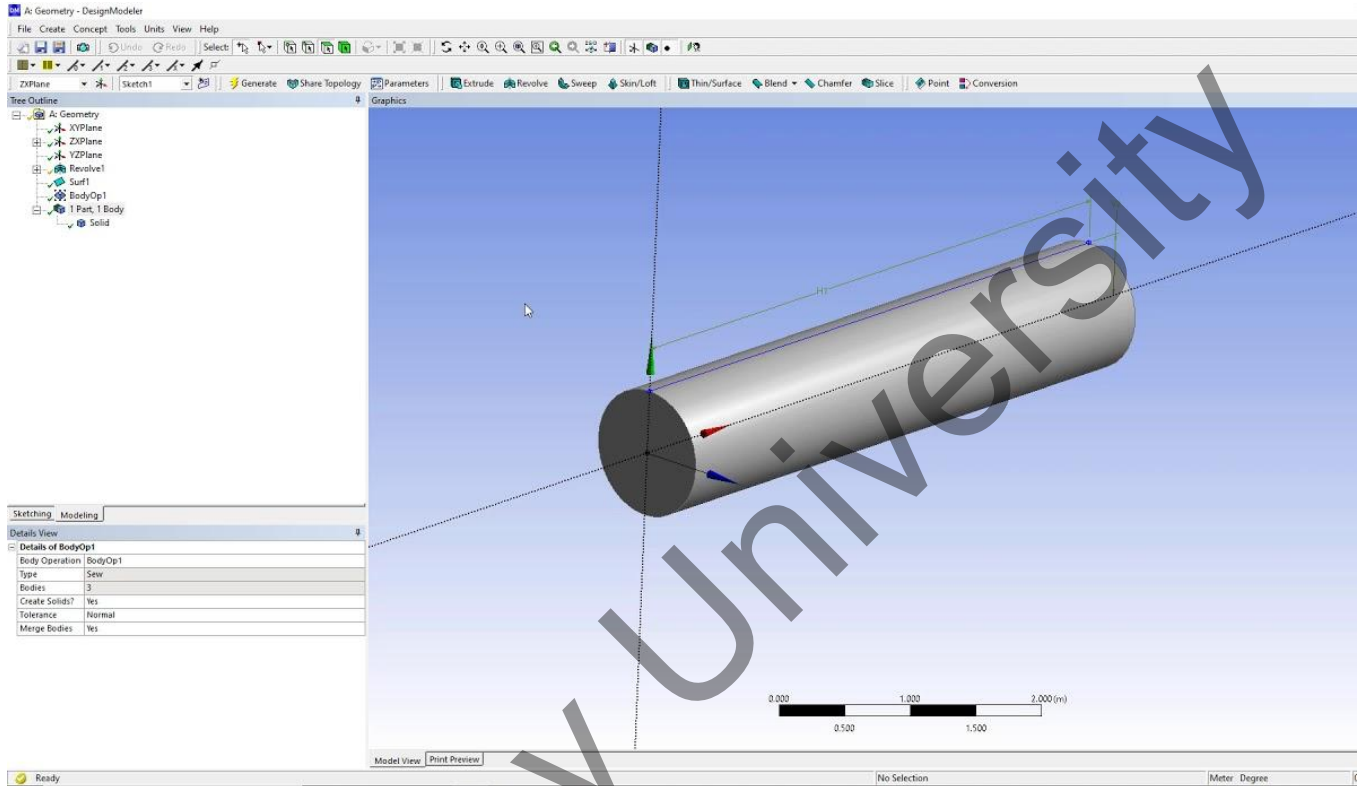 A: Geometry - DesignModeler
File Create Concept Tools Units View Help
Undo Redo Select:
ZXPlane Sketch1 Generate Share Topology Parameters Extrude Revolve Sweep Skin/Loft Thin/Surface Blend Chamfer Slice Point Conversion
Tree Outline
A: Geometry
XYPlane
ZXPlane
YZPlane
Revolve1
Surf1
BodyOp1
1 Part, 1 Body
Solid
Sketching Modeling
Details View
Details of BodyOp1
Body Operation BodyOp1
Type Sew
Bodies 3
Create Solids? Yes
Tolerance Normal
Merge Bodies Yes
Graphics
H1
0.000 1.000 2.000 (m)
0.500 1.500
Model View Print Preview
Ready No Selection Meter Degree
y University